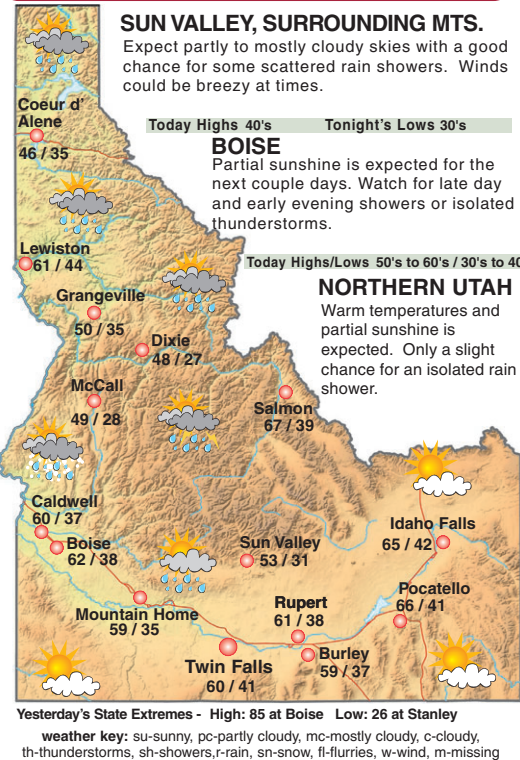 SUN VALLEY, SURROUNDING MTS.
Expect partly to mostly cloudy skies with a good
chance for some scattered rain showers. Winds
could be breezy at times.
Today Highs 40's Tonight's Lows 30's
BOISE
Partial sunshine is expected for the
next couple days. Watch for late day
and early evening showers or isolated
thunderstorms.
Today Highs/Lows 50's to 60's / 30's to 40
NORTHERN UTAH
Warm temperatures and
partial sunshine is
expected. Only a slight
chance for an isolated rain
shower.
Coeur d'
Alene
46 / 35
Lewiston
61 / 44
Grangeville
50 / 35
Dixie
48 / 27
McCall
49 / 28
Salmon
67 / 39
Caldwell
60 / 37
Boise
62 / 38
Sun Valley
53 / 31
Idaho Falls
65 / 42
Mountain Home
59 / 35
Rupert
61 / 38
Pocatello
66 / 41
Twin Falls
60 / 41
Burley
59 / 37
Yesterday's State Extremes - High: 85 at Boise Low: 26 at Stanley
weather key: su-sunny, pc-partly cloudy, mc-mostly cloudy, c-cloudy,
th-thunderstorms, sh-showers,r-rain, sn-snow, fl-flurries, w-wind, m-missing